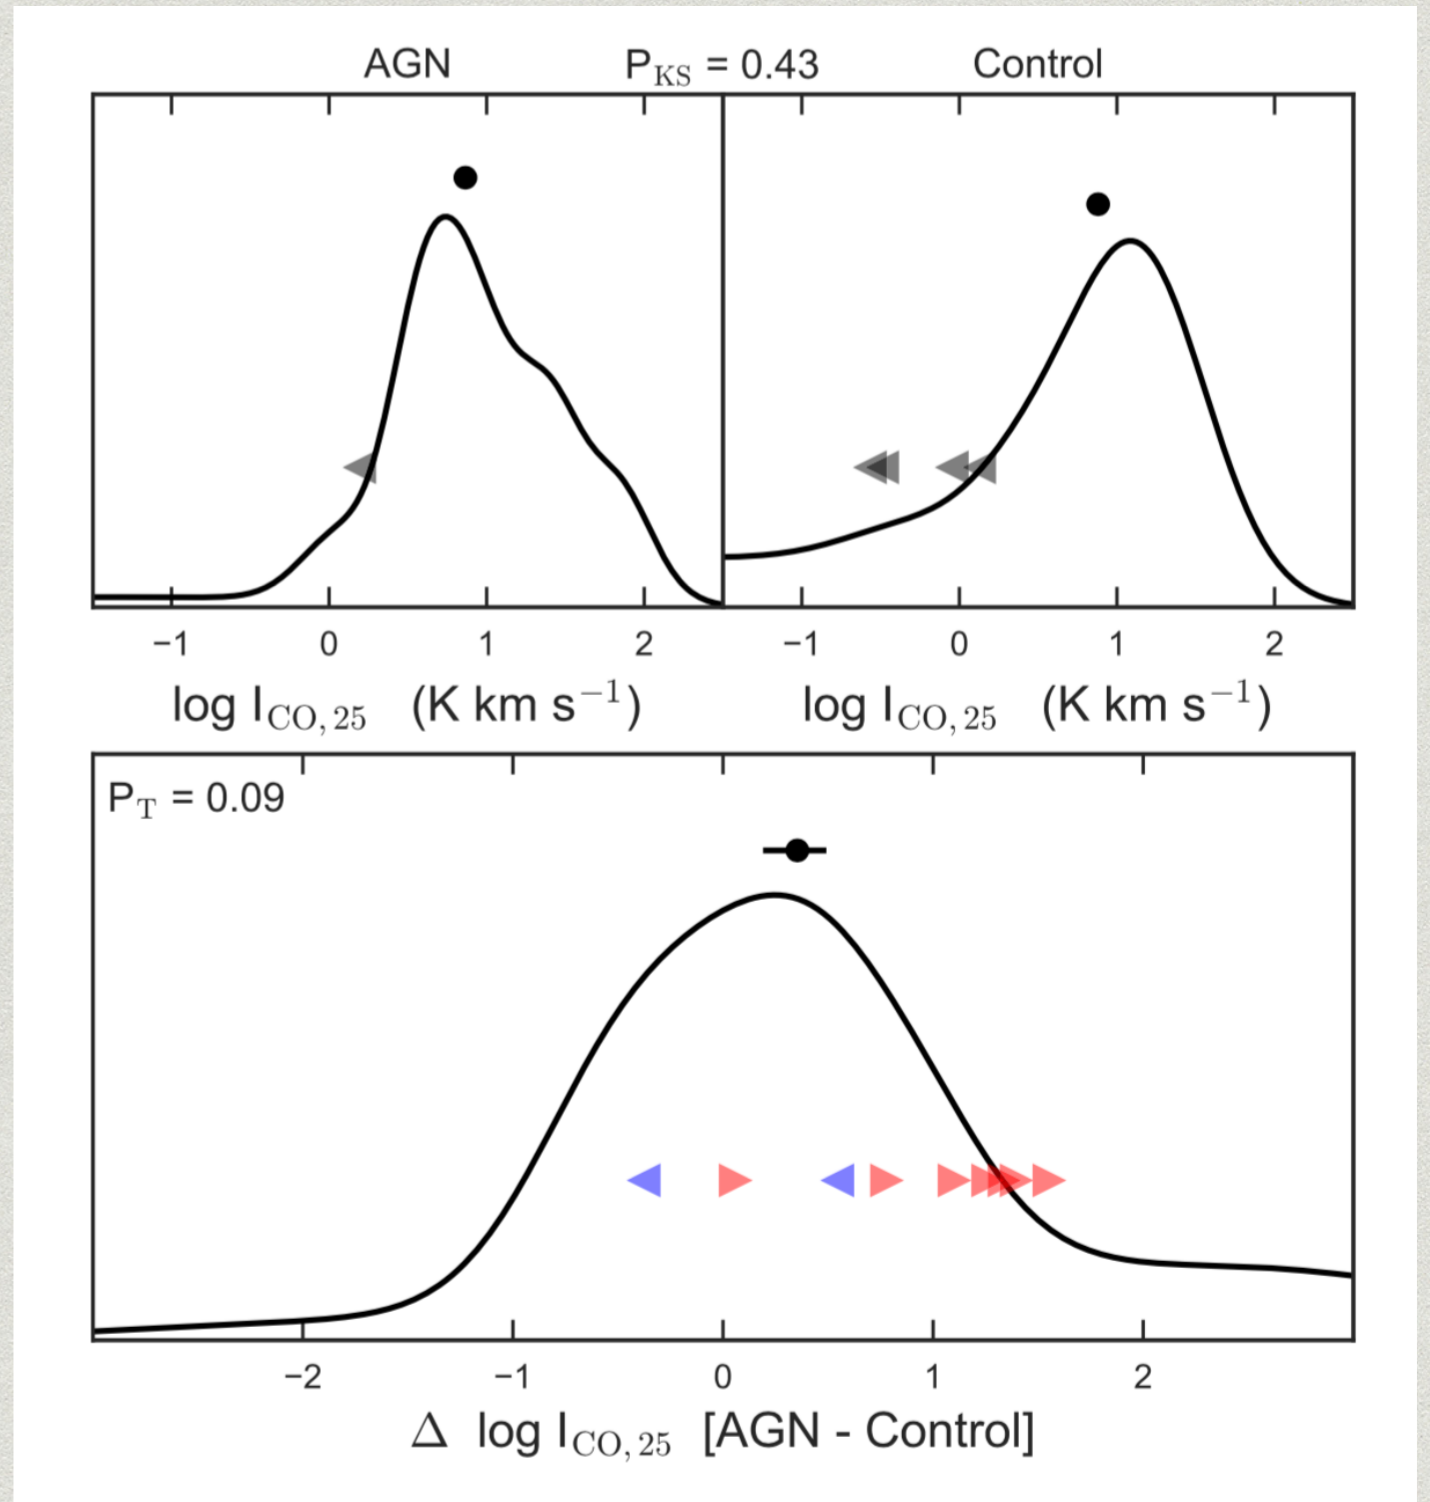 AGN P_KS = 0.43 Control
−1 0 1 2 −1 0 1 2
log I_CO,25 (K km s⁻¹) log I_CO,25 (K km s⁻¹)
P_T = 0.09
−2 −1 0 1 2
Δ log I_CO,25 [AGN - Control]